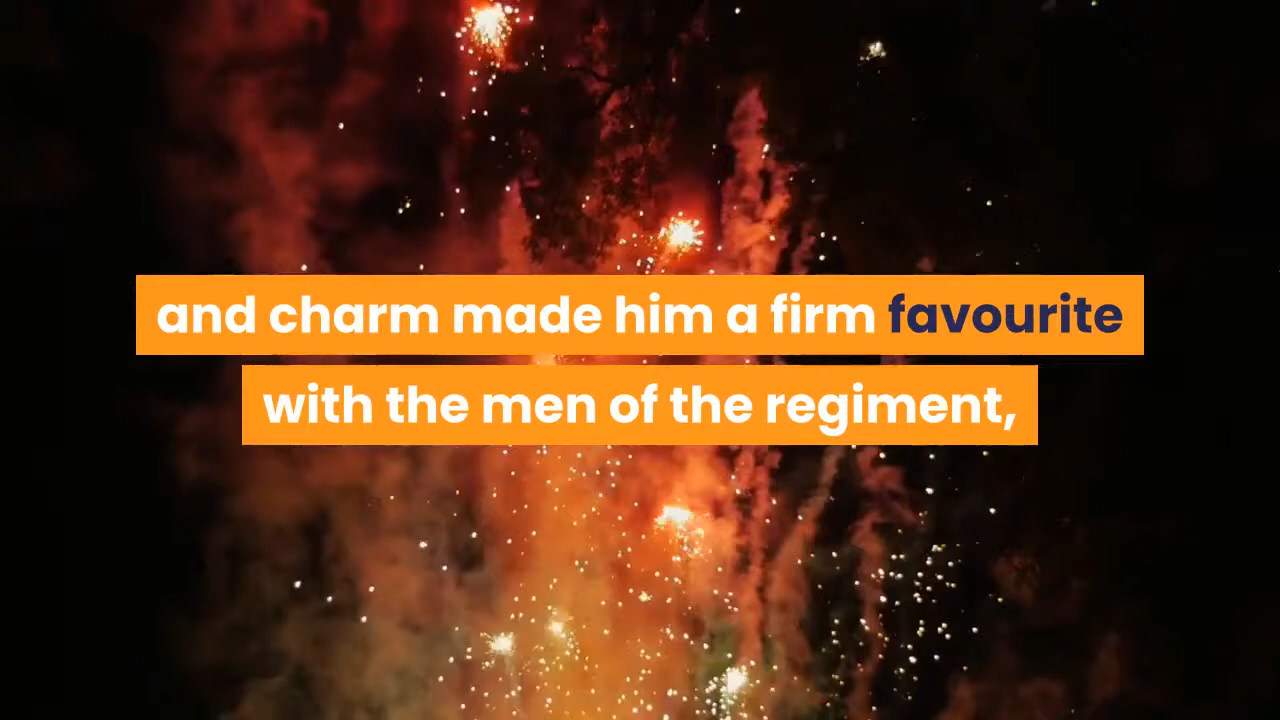 and charm made him a firm favourite
with the men of the regiment,